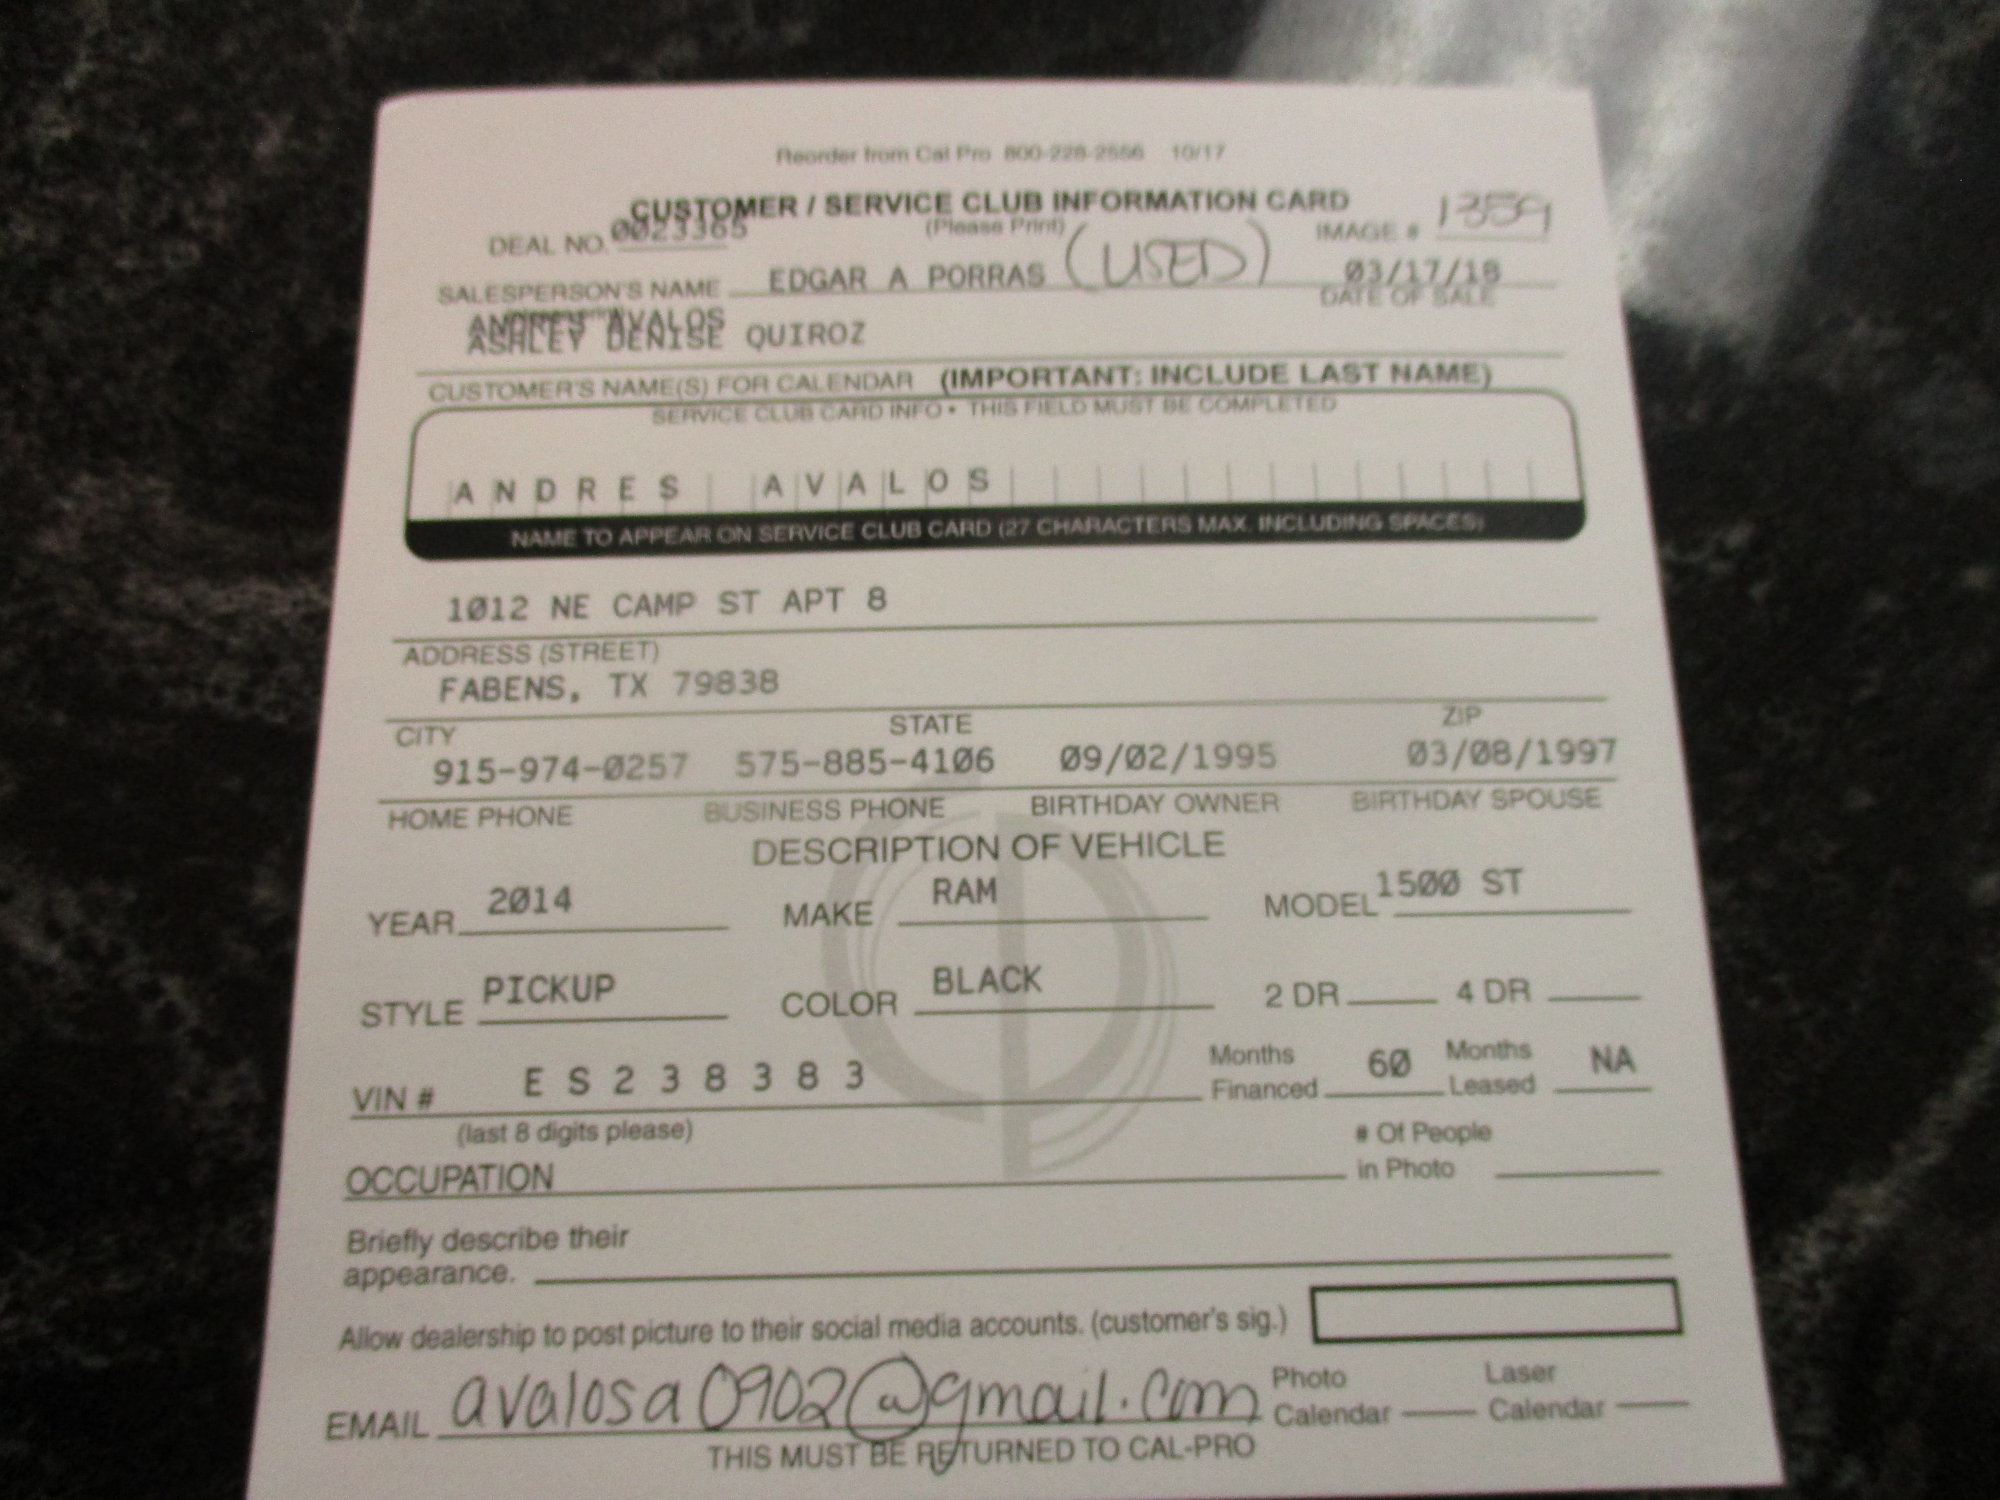 Reorder from Cal Pro 800-228-2556 10/17
CUSTOMER / SERVICE CLUB INFORMATION CARD
DEAL NO. 0023365 (Please Print) IMAGE # 1359
SALESPERSON'S NAME EDGAR A PORRAS (USED) 03/17/18
DATE OF SALE
ANDRES AVALOS
ASHLEY DENISE QUIROZ
CUSTOMER'S NAME(S) FOR CALENDAR (IMPORTANT: INCLUDE LAST NAME)
SERVICE CLUB CARD INFO • THIS FIELD MUST BE COMPLETED
ANDRES AVALOS
NAME TO APPEAR ON SERVICE CLUB CARD (27 CHARACTERS MAX. INCLUDING SPACES)
1012 NE CAMP ST APT 8
ADDRESS (STREET)
FABENS, TX 79838
CITY STATE ZIP
915-974-0257 575-885-4106 09/02/1995 03/08/1997
HOME PHONE BUSINESS PHONE BIRTHDAY OWNER BIRTHDAY SPOUSE
DESCRIPTION OF VEHICLE
YEAR 2014 MAKE RAM MODEL 1500 ST
STYLE PICKUP COLOR BLACK 2 DR 4 DR
VIN # ES238383 Months Financed 60 Months Leased NA
(last 8 digits please)
OCCUPATION # Of People in Photo
Briefly describe their
appearance.
Allow dealership to post picture to their social media accounts. (customer's sig.)
EMAIL avalosa0902@gmail.com Photo Calendar Laser Calendar
THIS MUST BE RETURNED TO CAL-PRO